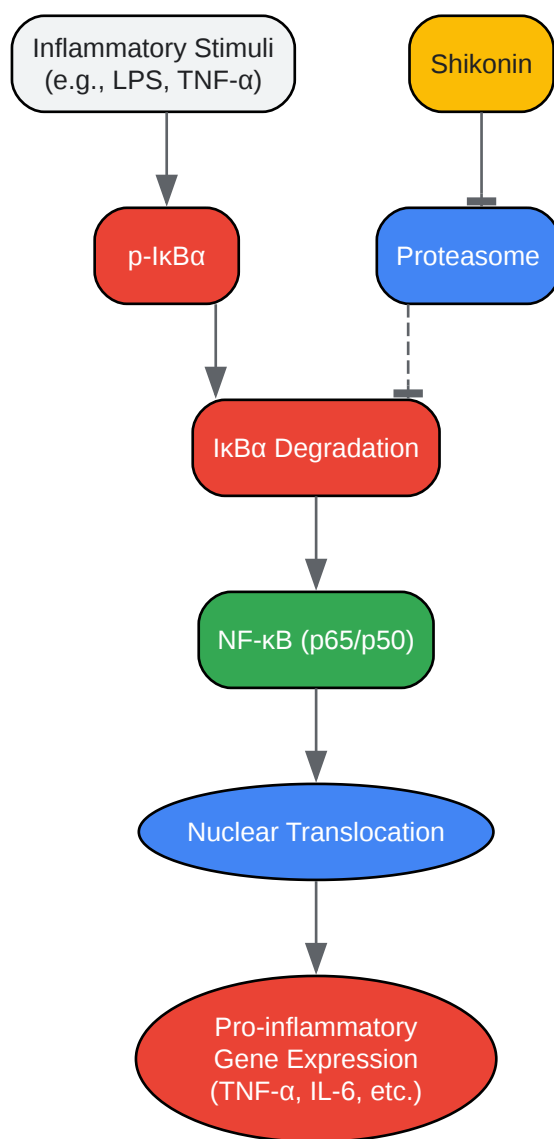 Inflammatory Stimuli
(e.g., LPS, TNF-α)
Shikonin
p-IκBα
Proteasome
IκBα Degradation
NF-κB (p65/p50)
Nuclear Translocation
Pro-inflammatory
Gene Expression
(TNF-α, IL-6, etc.)